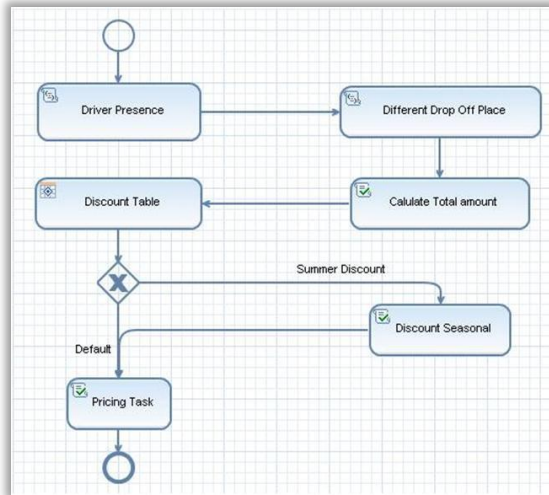 Driver Presence
Different Drop Off Place
Discount Table
Calulate Total amount
Summer Discount
Discount Seasonal
Default
Pricing Task